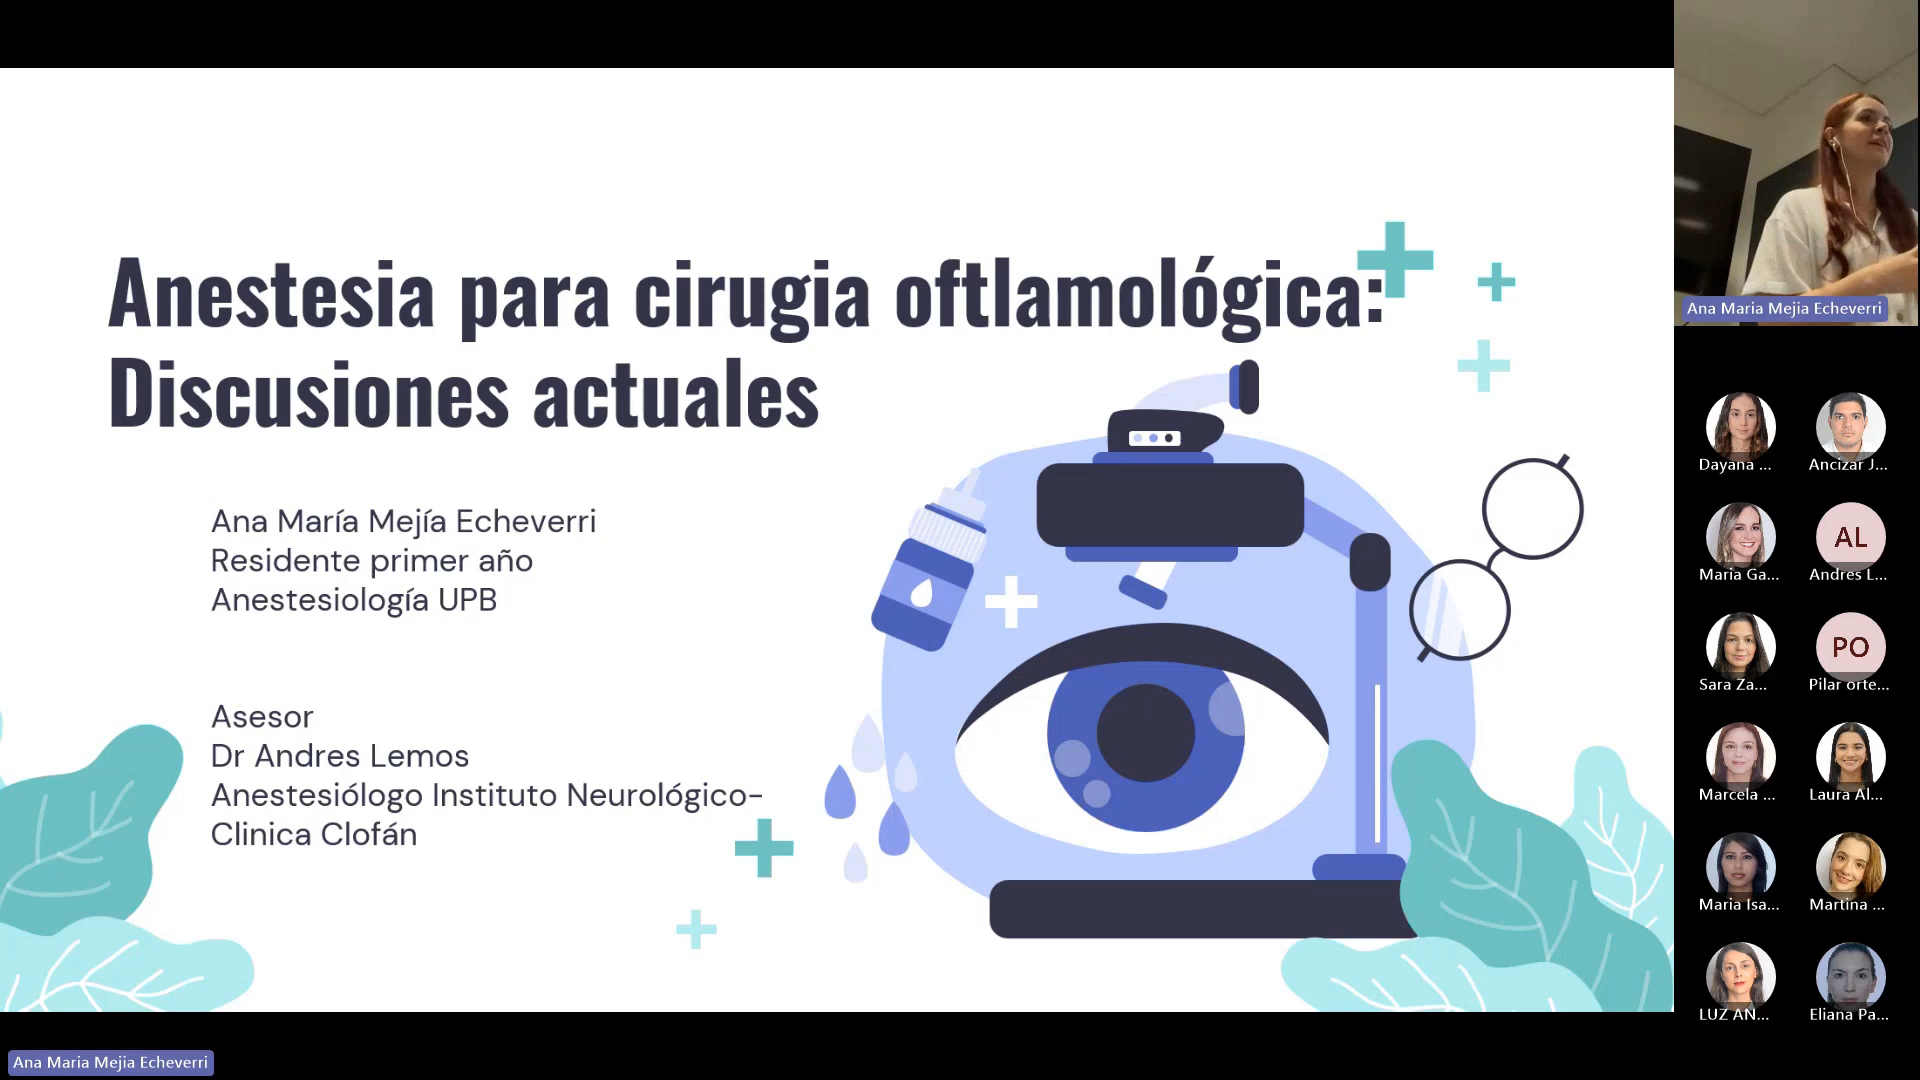 Anestesia para cirugia oftlamológica:
Discusiones actuales
Ana María Mejía Echeverri
Residente primer año
Anestesiología UPB
Asesor
Dr Andres Lemos
Anestesiólogo Instituto Neurológico-
Clinica Clofán
Ana Maria Mejia Echeverri
Ana Maria Mejia Echeverri
Dayana ...
Ancizar J...
Maria Ga...
AL
Andres L...
Sara Za...
PO
Pilar orte...
Marcela ...
Laura Al...
Maria Isa...
Martina ...
LUZ AN...
Eliana Pa...